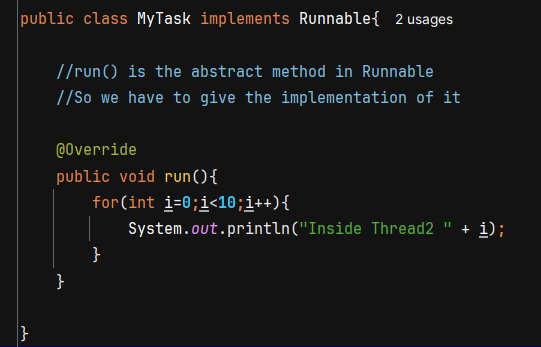 public class MyTask implements Runnable{ 2 usages
//run() is the abstract method in Runnable
//So we have to give the implementation of it
@Override
public void run(){
for(int i=0;i<10;i++){
System.out.println("Inside Thread2 " + i);
}
}
}